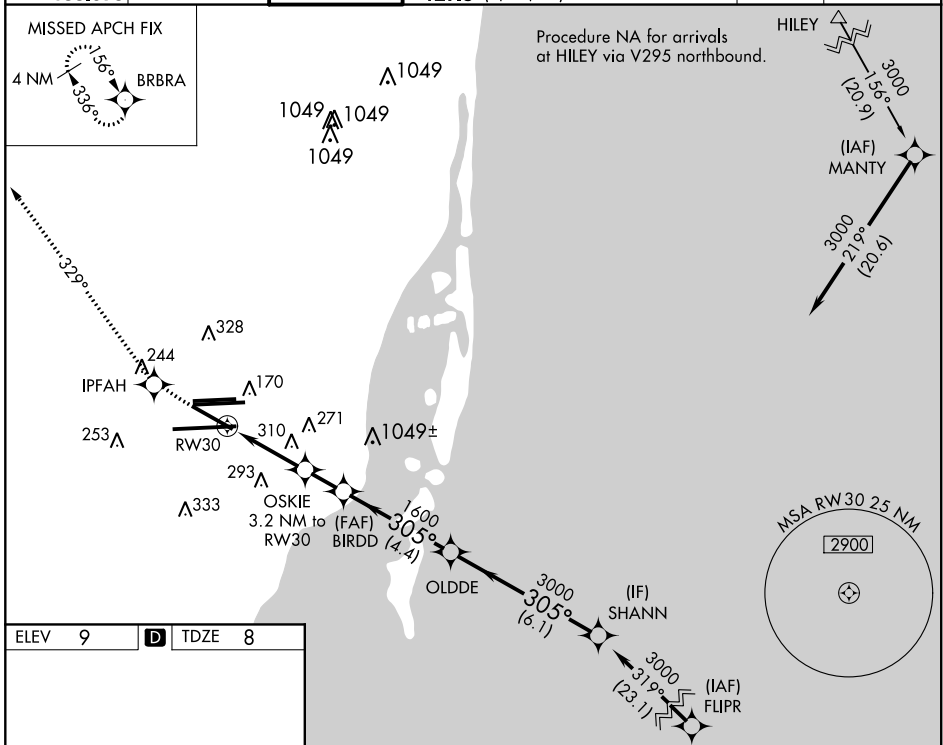 MISSED APCH FIX
4 NM
156°
336°
BRBRA
Procedure NA for arrivals
at HILEY via V295 northbound.
HILEY
3000
156°
(20.9)
(IAF)
MANTY
3000
219°
(20.6)
1049
1049
1049
1049
329°
328
244
IPFAH
170
253
RW30
310
271
1049±
293
333
OSKIE
3.2 NM to
RW30
(FAF)
BIRDD
1600
305°
(4.4)
OLDDE
3000
305°
(6.1)
(IF)
SHANN
3000
319°
(23.1)
(IAF)
FLIPR
MSA RW30 25 NM
2900
ELEV 9 D TDZE 8